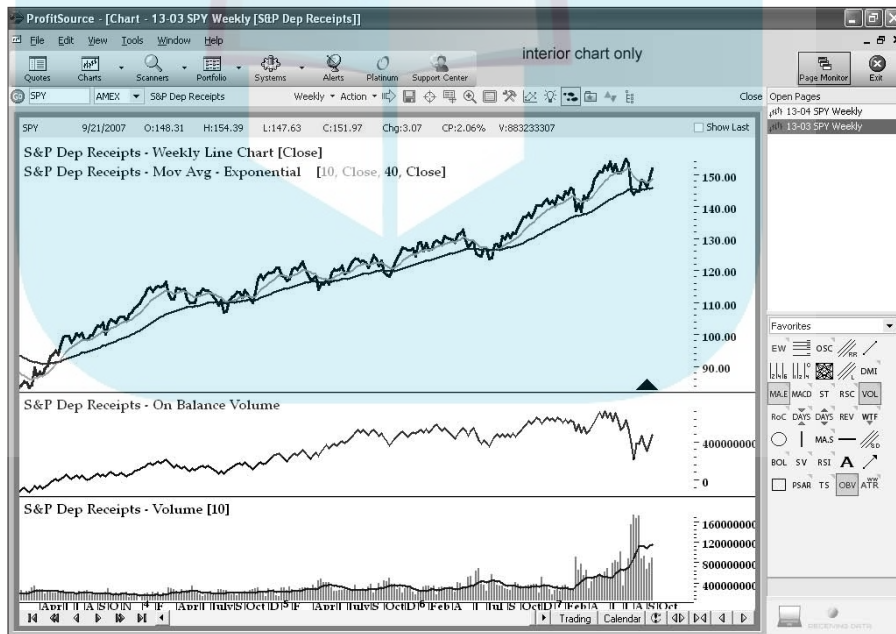 ProfitSource - [Chart - 13-03 SPY Weekly [S&P Dep Receipts]]
File Edit View Tools Window Help
interior chart only
Quotes Charts Scanners Portfolio Systems Alerts Platinum Support Center Page Monitor Exit
SPY AMEX S&P Dep Receipts Weekly Action Close Open Pages
13-04 SPY Weekly
13-03 SPY Weekly
SPY 9/21/2007 O:148.31 H:154.39 L:147.63 C:151.97 Chg:3.07 CP:2.06% V:883233307 Show Last
S&P Dep Receipts - Weekly Line Chart [Close]
S&P Dep Receipts - Mov Avg - Exponential [10, Close, 40, Close]
150.00
140.00
130.00
120.00
110.00
100.00
90.00
Favorites
EW OSC RR
DMI
MA.E MACD ST RSC VOL
RoC DAYS DAYS REV WTF
MA.S SD
BOL SV RSI A
PSAR TS OBV ATR
S&P Dep Receipts - On Balance Volume
400000000
0
S&P Dep Receipts - Volume [10]
160000000
120000000
800000000
400000000
Trading Calendar
RECEIVING DATA